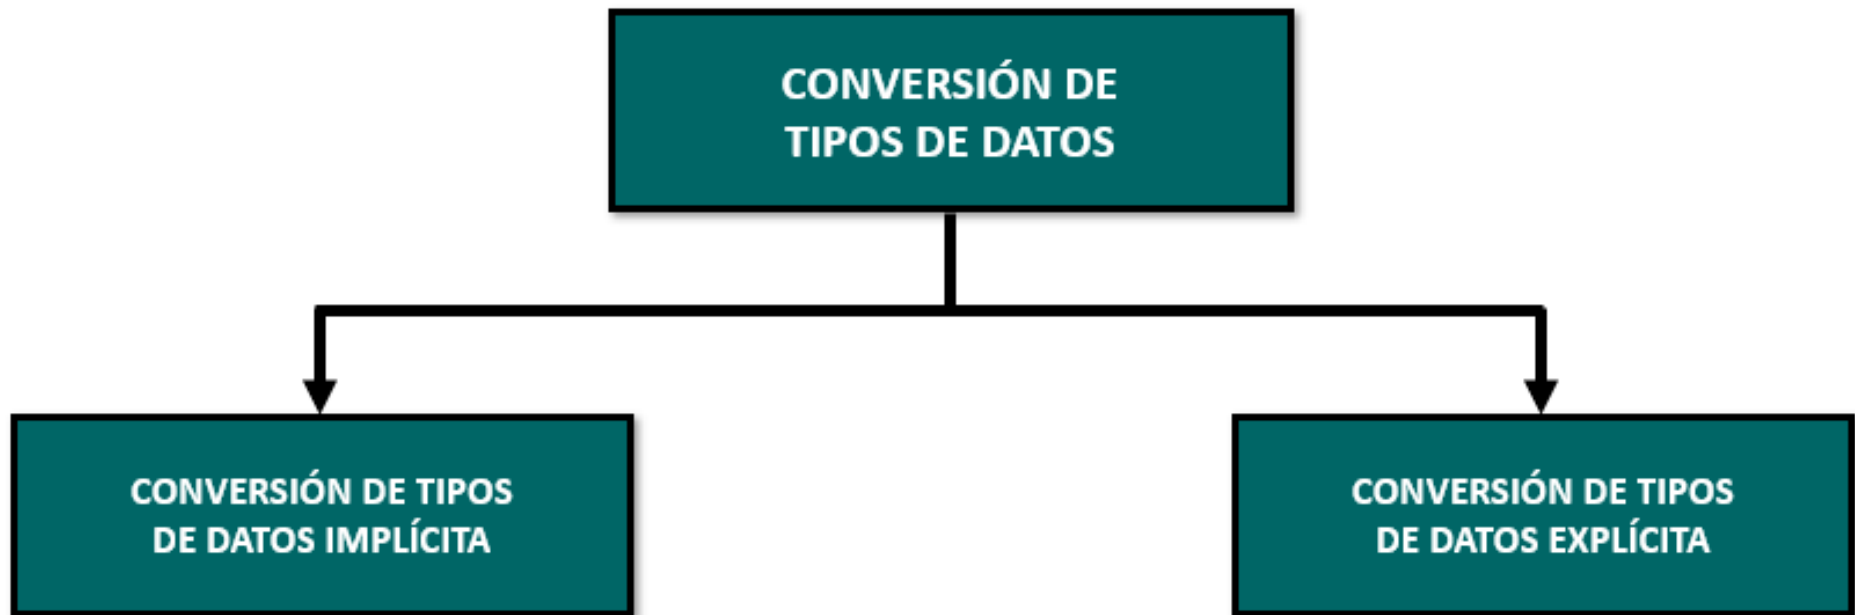 CONVERSIÓN DE
TIPOS DE DATOS
CONVERSIÓN DE TIPOS
DE DATOS IMPLÍCITA
CONVERSIÓN DE TIPOS
DE DATOS EXPLÍCITA